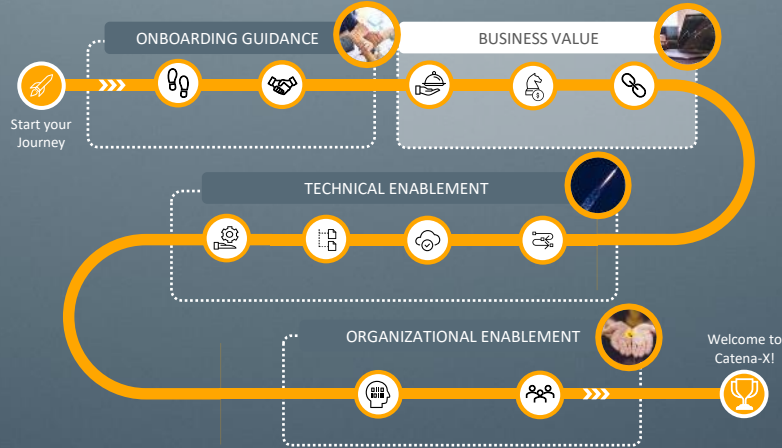 ONBOARDING GUIDANCE
BUSINESS VALUE
Start your
Journey
TECHNICAL ENABLEMENT
ORGANIZATIONAL ENABLEMENT
Welcome to
Catena-X!